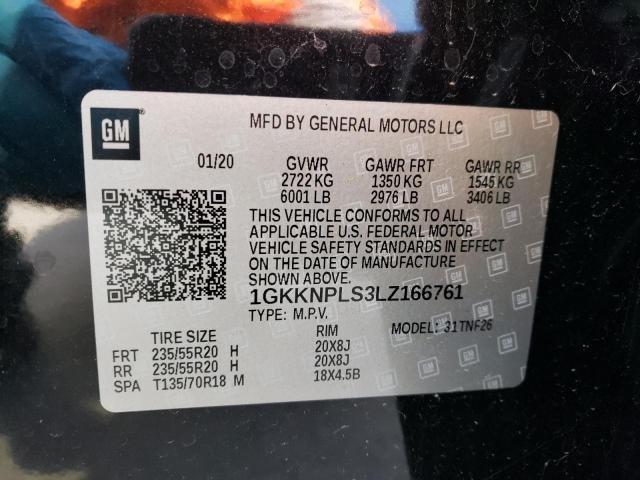 GM
MFD BY GENERAL MOTORS LLC
01/20 GVWR GAWR FRT GAWR RR
2722 KG 1350 KG 1545 KG
6001 LB 2976 LB 3406 LB
THIS VEHICLE CONFORMS TO ALL
APPLICABLE U.S. FEDERAL MOTOR
VEHICLE SAFETY STANDARDS IN EFFECT
ON THE DATE OF MANUFACTURE
SHOWN ABOVE.
1GKKNPLS3LZ166761
TYPE: M.P.V. MODEL: 31TNF26
TIRE SIZE RIM
FRT 235/55R20 H 20X8J
RR 235/55R20 H 20X8J
SPA T135/70R18 M 18X4.5B